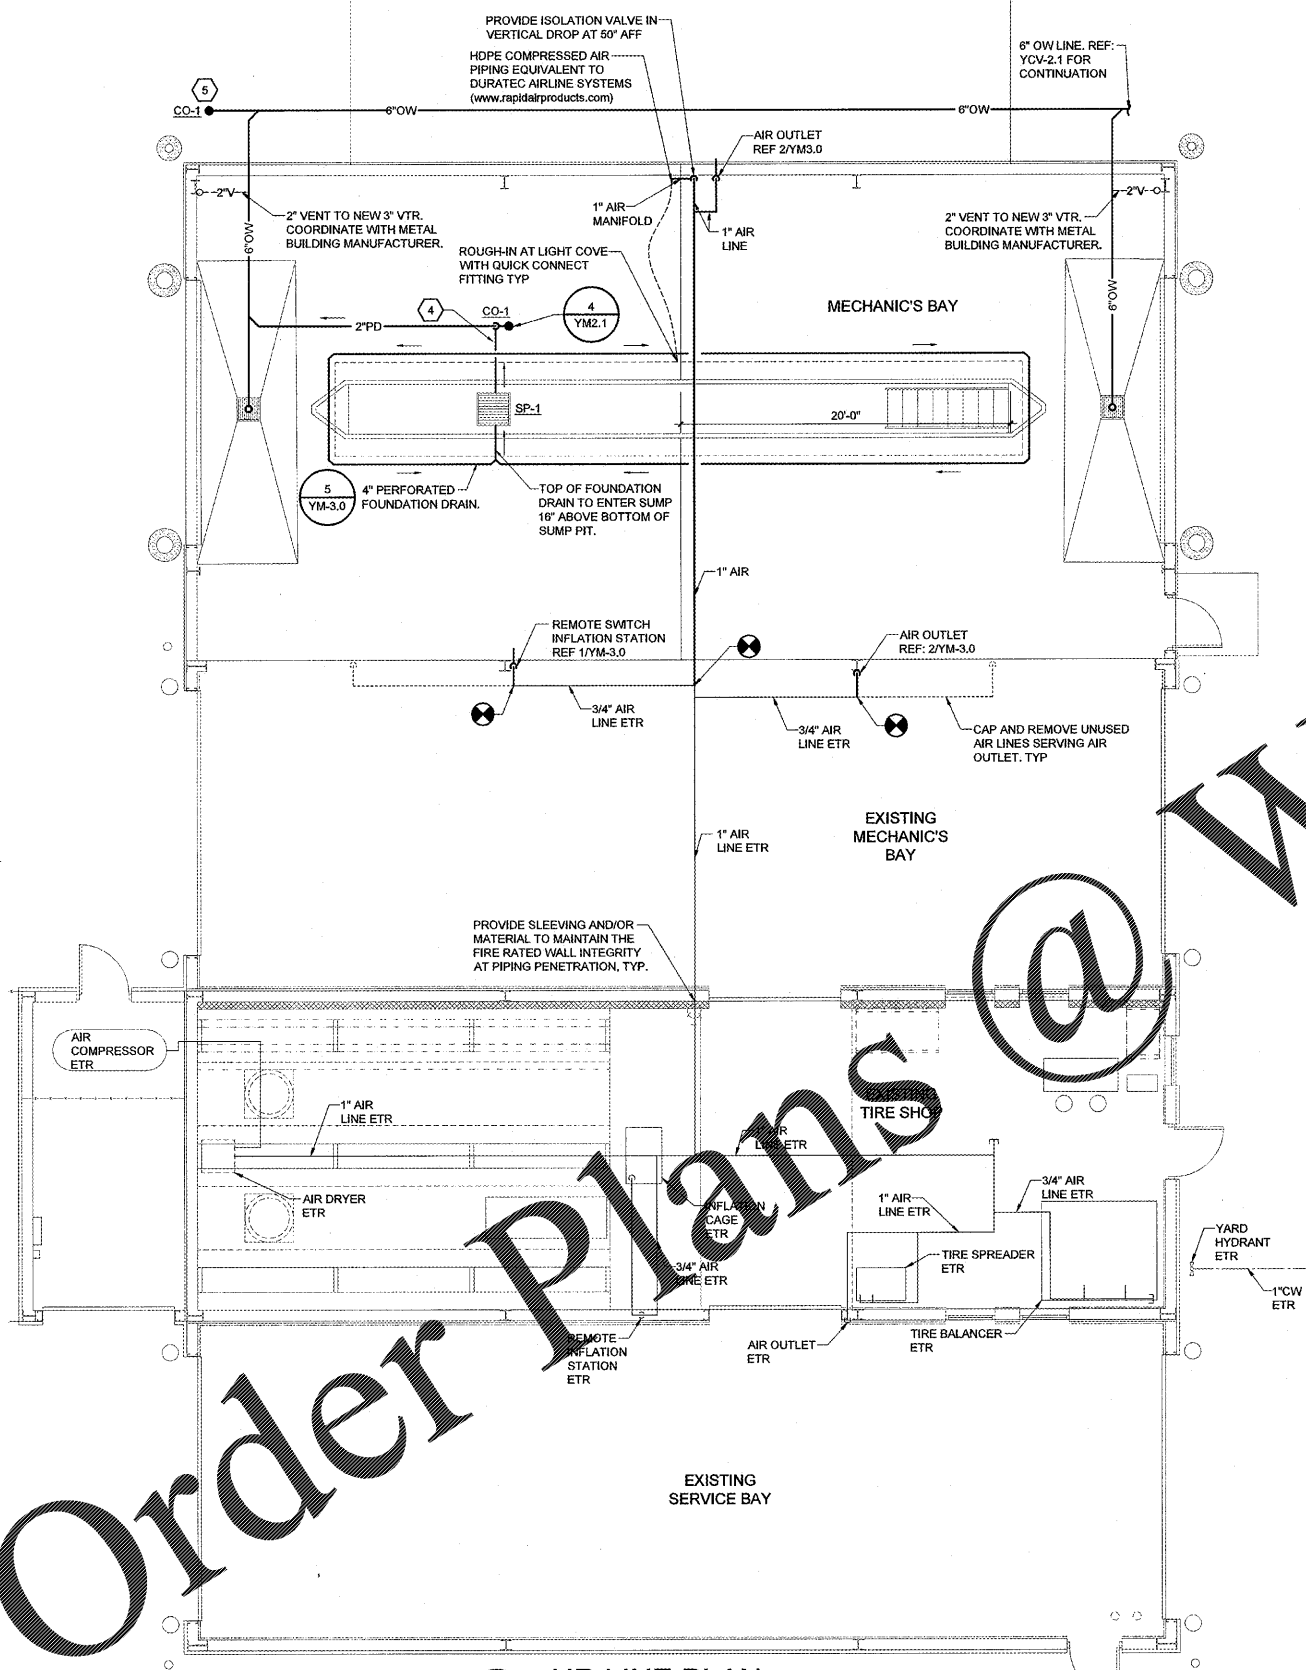 PROVIDE ISOLATION VALVE IN
VERTICAL DROP AT 50" AFF
HDPE COMPRESSED AIR
PIPING EQUIVALENT TO
DURATEC AIRLINE SYSTEMS
(www.rapidairproducts.com)
6" OW LINE. REF:
YCV-2.1 FOR
CONTINUATION
5
CO-1
6"OW
6"OW
AIR OUTLET
REF 2/YM3.0
2"V
2"V
1" AIR
MANIFOLD
2" VENT TO NEW 3" VTR.
COORDINATE WITH METAL
BUILDING MANUFACTURER.
2" VENT TO NEW 3" VTR.
COORDINATE WITH METAL
BUILDING MANUFACTURER.
1" AIR
LINE
6"OW
ROUGH-IN AT LIGHT COVE
WITH QUICK CONNECT
FITTING TYP
6"OW
MECHANIC'S BAY
4
CO-1
4
YM2.1
2"PD
SP-1
20'-0"
5
YM-3.0
4" PERFORATED
FOUNDATION DRAIN.
TOP OF FOUNDATION
DRAIN TO ENTER SUMP
16" ABOVE BOTTOM OF
SUMP PIT.
1" AIR
REMOTE SWITCH
INFLATION STATION
REF 1/YM-3.0
AIR OUTLET
REF: 2/YM-3.0
3/4" AIR
LINE ETR
3/4" AIR
LINE ETR
CAP AND REMOVE UNUSED
AIR LINES SERVING AIR
OUTLET. TYP
EXISTING
MECHANIC'S
BAY
1" AIR
LINE ETR
PROVIDE SLEEVING AND/OR
MATERIAL TO MAINTAIN THE
FIRE RATED WALL INTEGRITY
AT PIPING PENETRATION, TYP.
AIR
COMPRESSOR
ETR
EXISTING
TIRE SHOP
1" AIR
LINE ETR
1" AIR
LINE ETR
AIR DRYER
ETR
INFLATION
CAGE
ETR
1" AIR
LINE ETR
3/4" AIR
LINE ETR
YARD
HYDRANT
ETR
TIRE SPREADER
ETR
3/4" AIR
LINE ETR
1"CW
ETR
REMOTE
INFLATION
STATION
ETR
AIR OUTLET
ETR
TIRE BALANCER
ETR
EXISTING
SERVICE BAY
Order Plans @ w